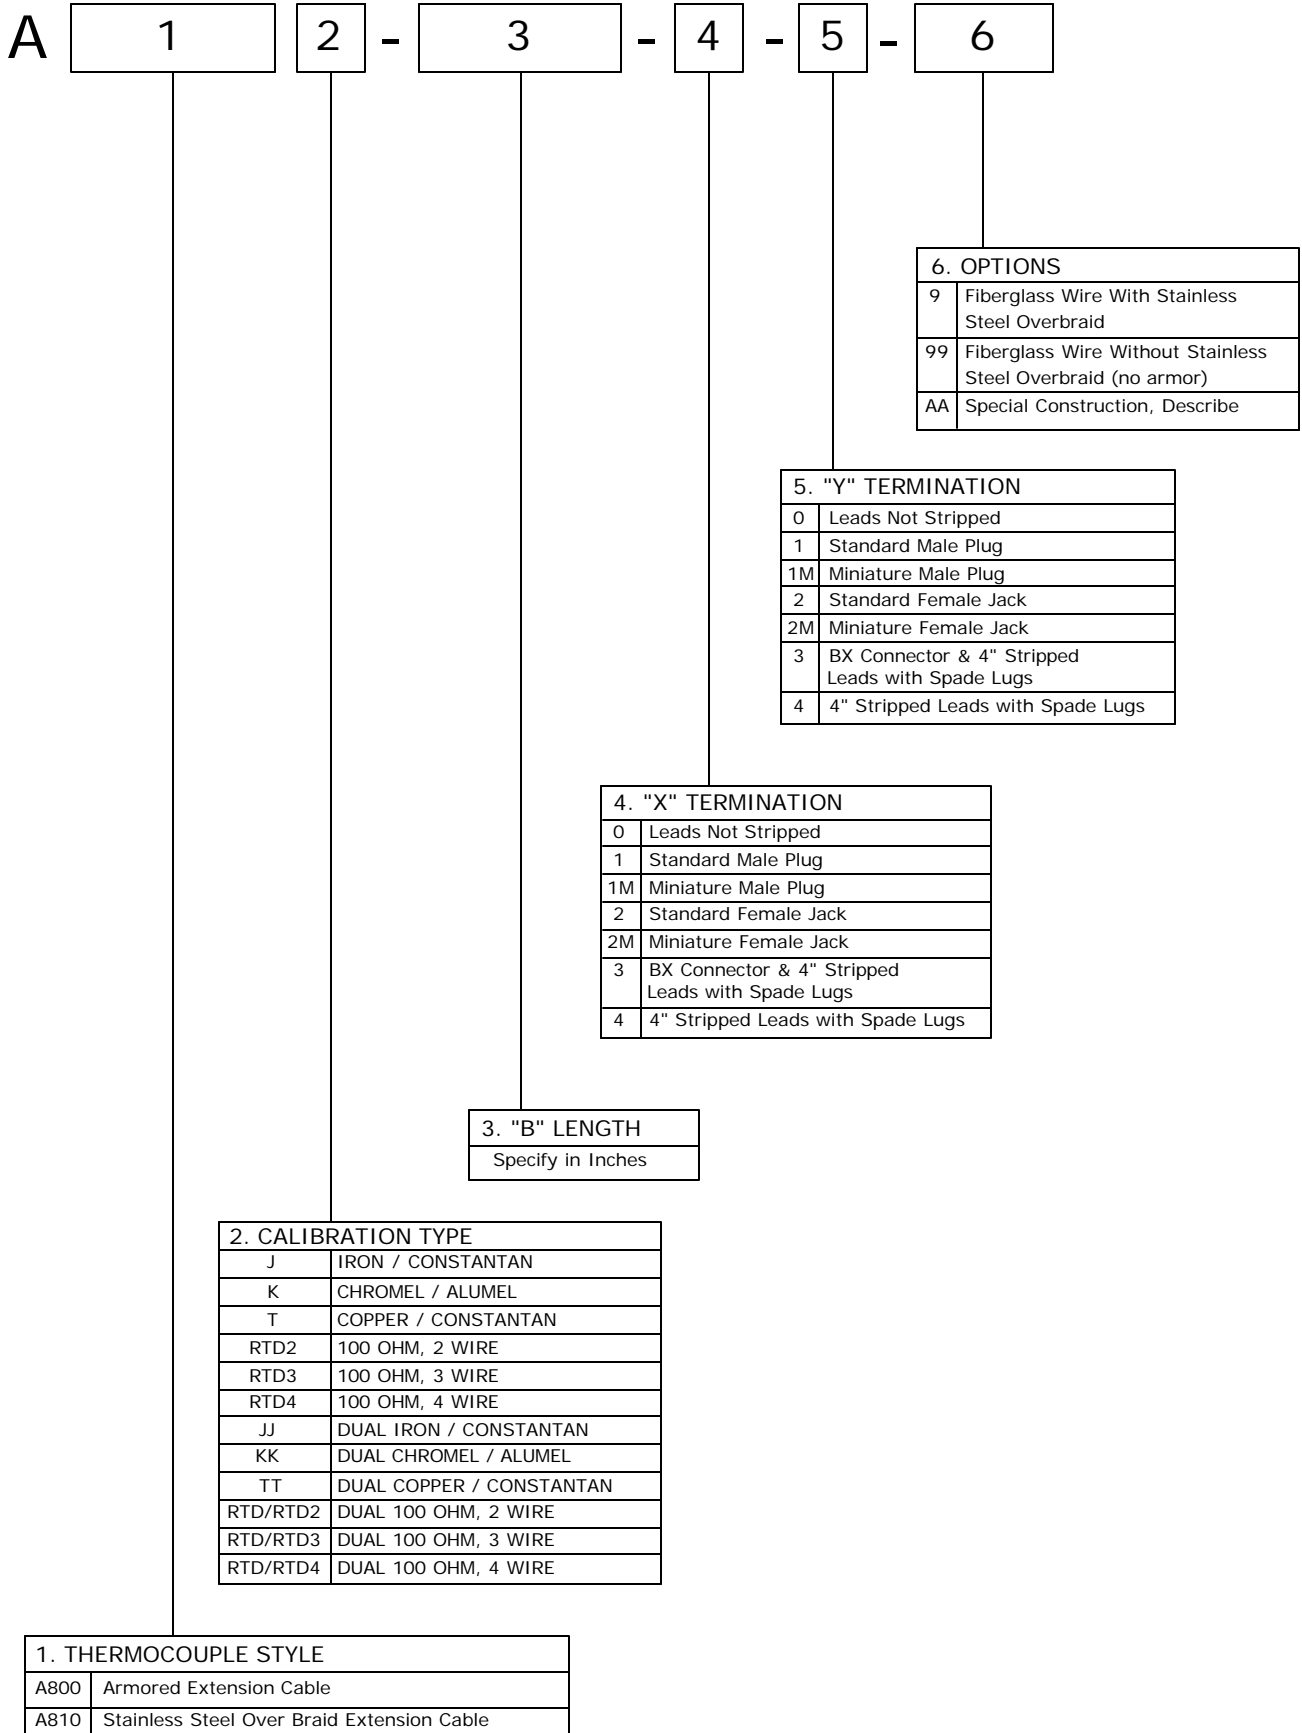 A 1 2 - 3 - 4 - 5 - 6
6. OPTIONS
9 Fiberglass Wire With Stainless
Steel Overbraid
99 Fiberglass Wire Without Stainless
Steel Overbraid (no armor)
AA Special Construction, Describe
5. "Y" TERMINATION
0 Leads Not Stripped
1 Standard Male Plug
1M Miniature Male Plug
2 Standard Female Jack
2M Miniature Female Jack
3 BX Connector & 4" Stripped
Leads with Spade Lugs
4 4" Stripped Leads with Spade Lugs
4. "X" TERMINATION
0 Leads Not Stripped
1 Standard Male Plug
1M Miniature Male Plug
2 Standard Female Jack
2M Miniature Female Jack
3 BX Connector & 4" Stripped
Leads with Spade Lugs
4 4" Stripped Leads with Spade Lugs
3. "B" LENGTH
Specify in Inches
2. CALIBRATION TYPE
J IRON / CONSTANTAN
K CHROMEL / ALUMEL
T COPPER / CONSTANTAN
RTD2 100 OHM, 2 WIRE
RTD3 100 OHM, 3 WIRE
RTD4 100 OHM, 4 WIRE
JJ DUAL IRON / CONSTANTAN
KK DUAL CHROMEL / ALUMEL
TT DUAL COPPER / CONSTANTAN
RTD/RTD2 DUAL 100 OHM, 2 WIRE
RTD/RTD3 DUAL 100 OHM, 3 WIRE
RTD/RTD4 DUAL 100 OHM, 4 WIRE
1. THERMOCOUPLE STYLE
A800 Armored Extension Cable
A810 Stainless Steel Over Braid Extension Cable